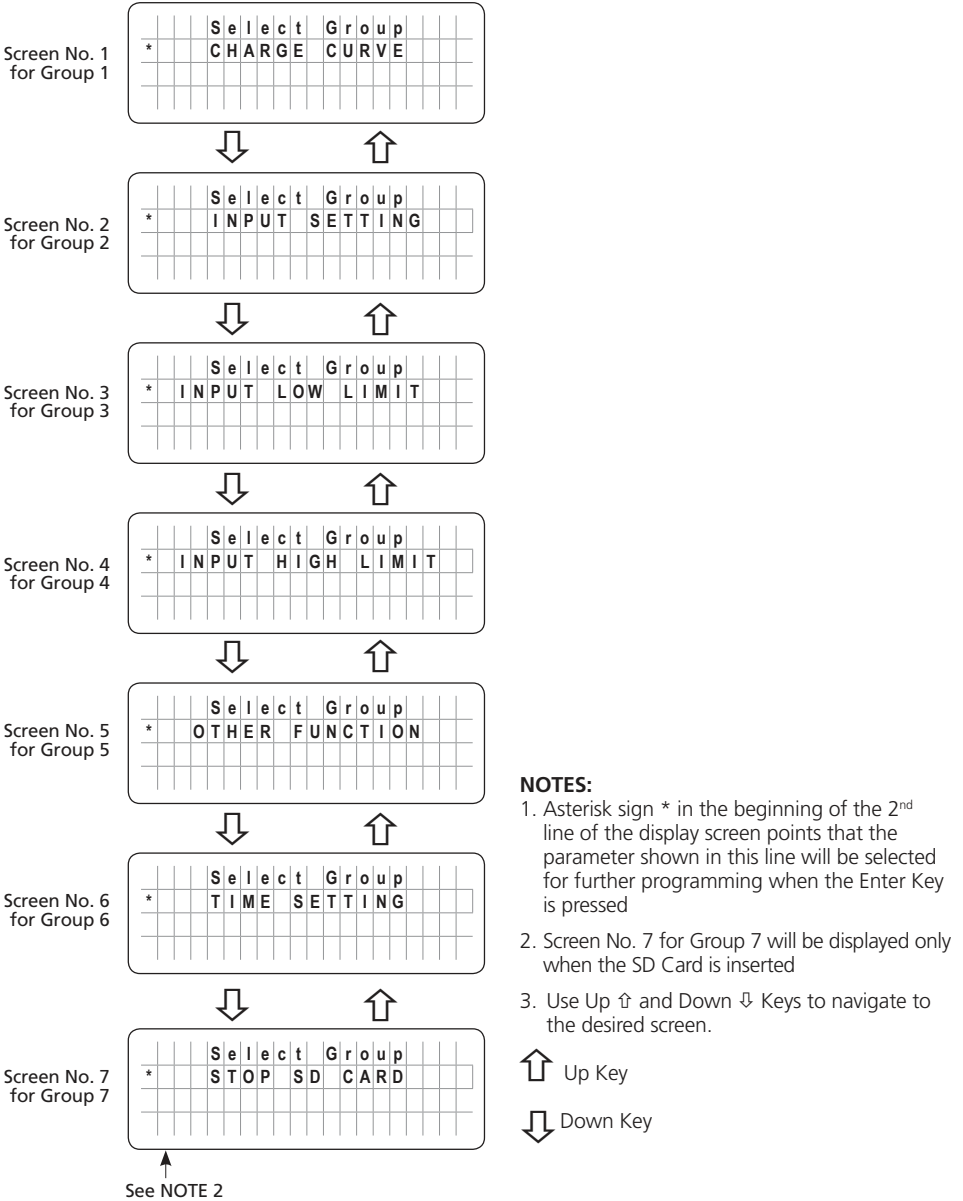 Screen No. 1
for Group 1
Select Group
* CHARGE CURVE
Screen No. 2
for Group 2
Select Group
* INPUT SETTING
Screen No. 3
for Group 3
Select Group
* INPUT LOW LIMIT
Screen No. 4
for Group 4
Select Group
* INPUT HIGH LIMIT
Screen No. 5
for Group 5
Select Group
* OTHER FUNCTION
Screen No. 6
for Group 6
Select Group
* TIME SETTING
Screen No. 7
for Group 7
Select Group
* STOP SD CARD
See NOTE 2
NOTES:
1. Asterisk sign * in the beginning of the 2nd
line of the display screen points that the
parameter shown in this line will be selected
for further programming when the Enter Key
is pressed
2. Screen No. 7 for Group 7 will be displayed only
when the SD Card is inserted
3. Use Up ⇧ and Down ⇩ Keys to navigate to
the desired screen.
⇧ Up Key
⇩ Down Key